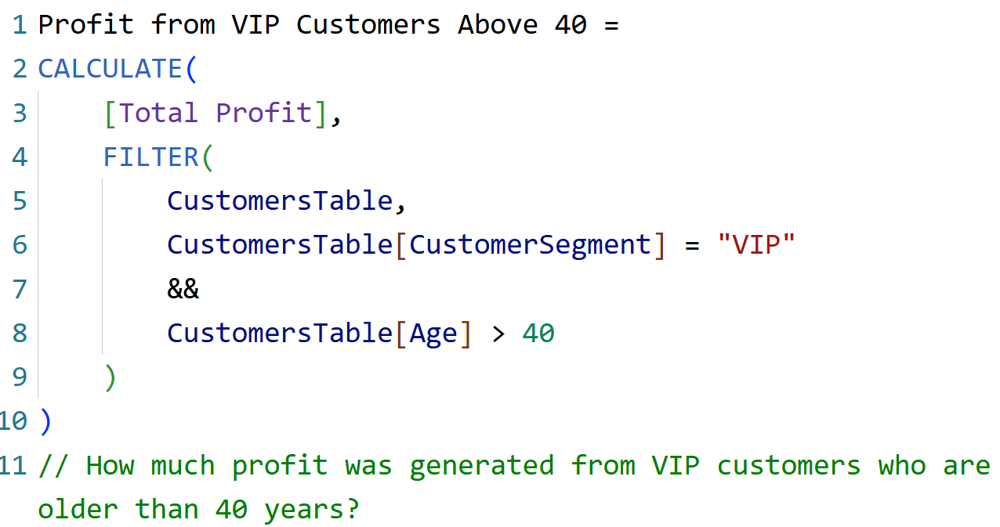 1 Profit from VIP Customers Above 40 =
2 CALCULATE(
3 [Total Profit],
4 FILTER(
5 CustomersTable,
6 CustomersTable[CustomerSegment] = "VIP"
7 &&
8 CustomersTable[Age] > 40
9 )
10 )
11 // How much profit was generated from VIP customers who are
older than 40 years?